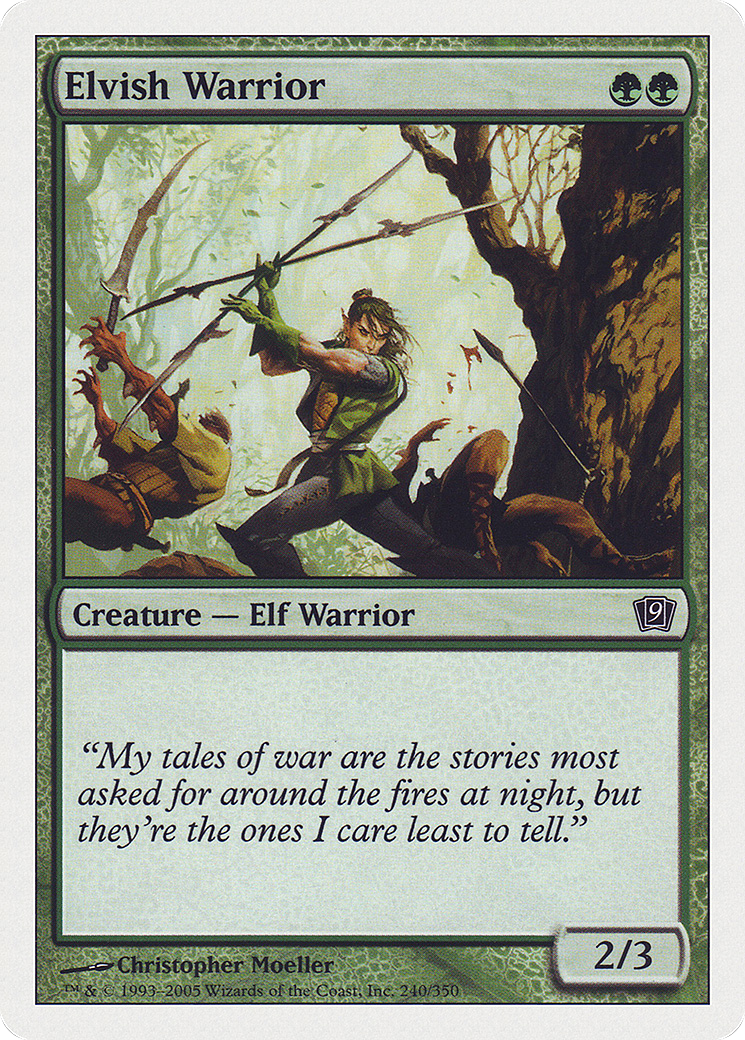 Elvish Warrior
Creature — Elf Warrior
9
“My tales of war are the stories most
asked for around the fires at night, but
they’re the ones I care least to tell.”
2/3
Christopher Moeller
™ & © 1993–2005 Wizards of the Coast, Inc. 240/350